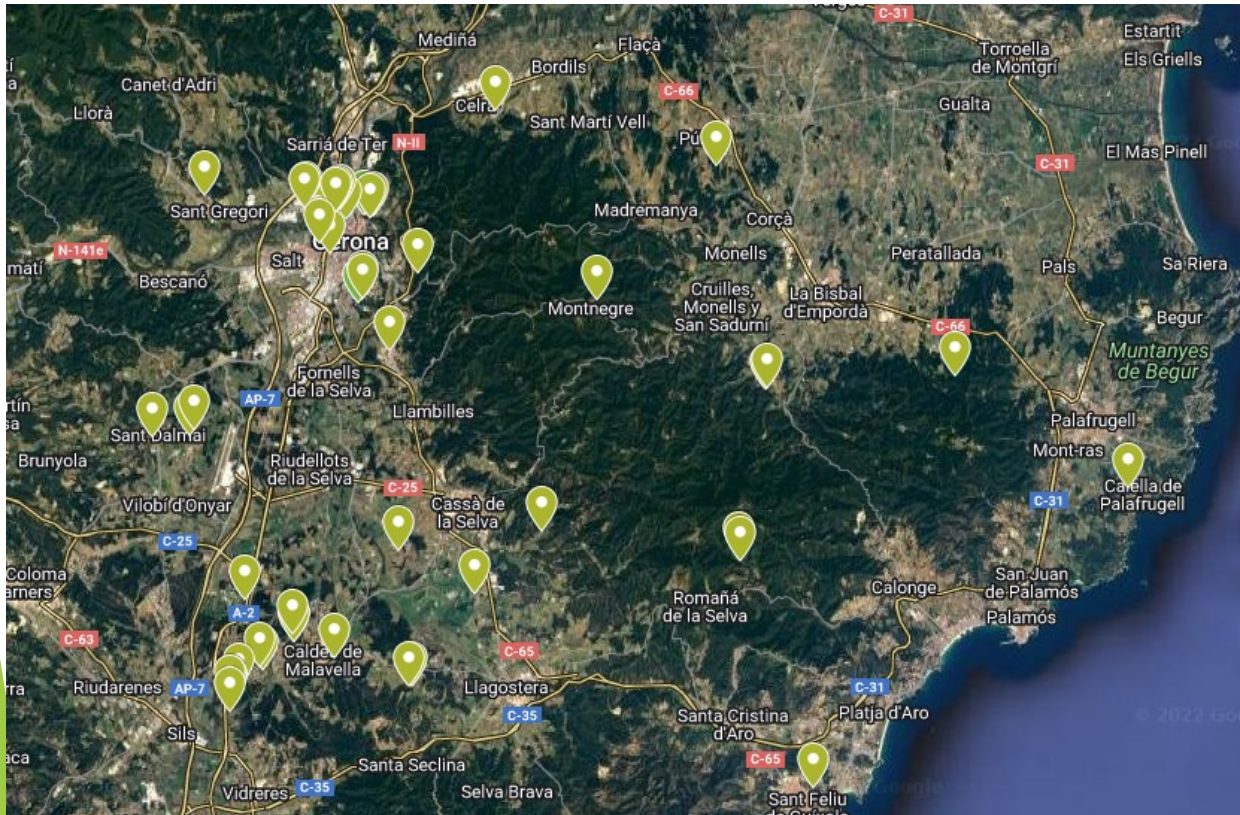 C-31
Mediñá
Flaçà
Estartit
Torroella
de Montgrí
Els Griells
Bordils
Canet d'Adri
C-66
Celrà
Gualta
Llorà
Sant Martí Vell
Sarriá de Ter
N-II
El Mas Pinell
C-31
Sant Gregori
Madremanya
Corçà
N-141e
Salt
Monells
Peratallada
Pals
Sa Riera
Bescanó
Montnegre
Cruilles,
Monells y
San Sadurní
La Bisbal
d'Empordà
Begur
C-66
Muntanyes
de Begur
Fornells
de la Selva
AP-7
Llambilles
Palafrugell
Sant Dalmai
Mont-ras
Brunyola
Riudellots
de la Selva
C-25
Calella de
Palafrugell
C-31
Vilobí d'Onyar
Cassà de
la Selva
C-25
Coloma
San Juan
de Palamós
Calonge
Romañá
de la Selva
Palamós
A-2
C-63
Caldes de
Malavella
C-65
Riudarenes
AP-7
Llagostera
C-31
Platja d'Aro
C-35
Santa Cristina
d'Aro
© 2022
Sils
C-65
Santa Seclina
Vidreres
C-35
Selva Brava
Google
Sant Feliu